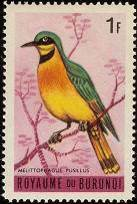 1F
MELITTOPHAGUS PUSILLUS
ROYAUME DU BURUNDI